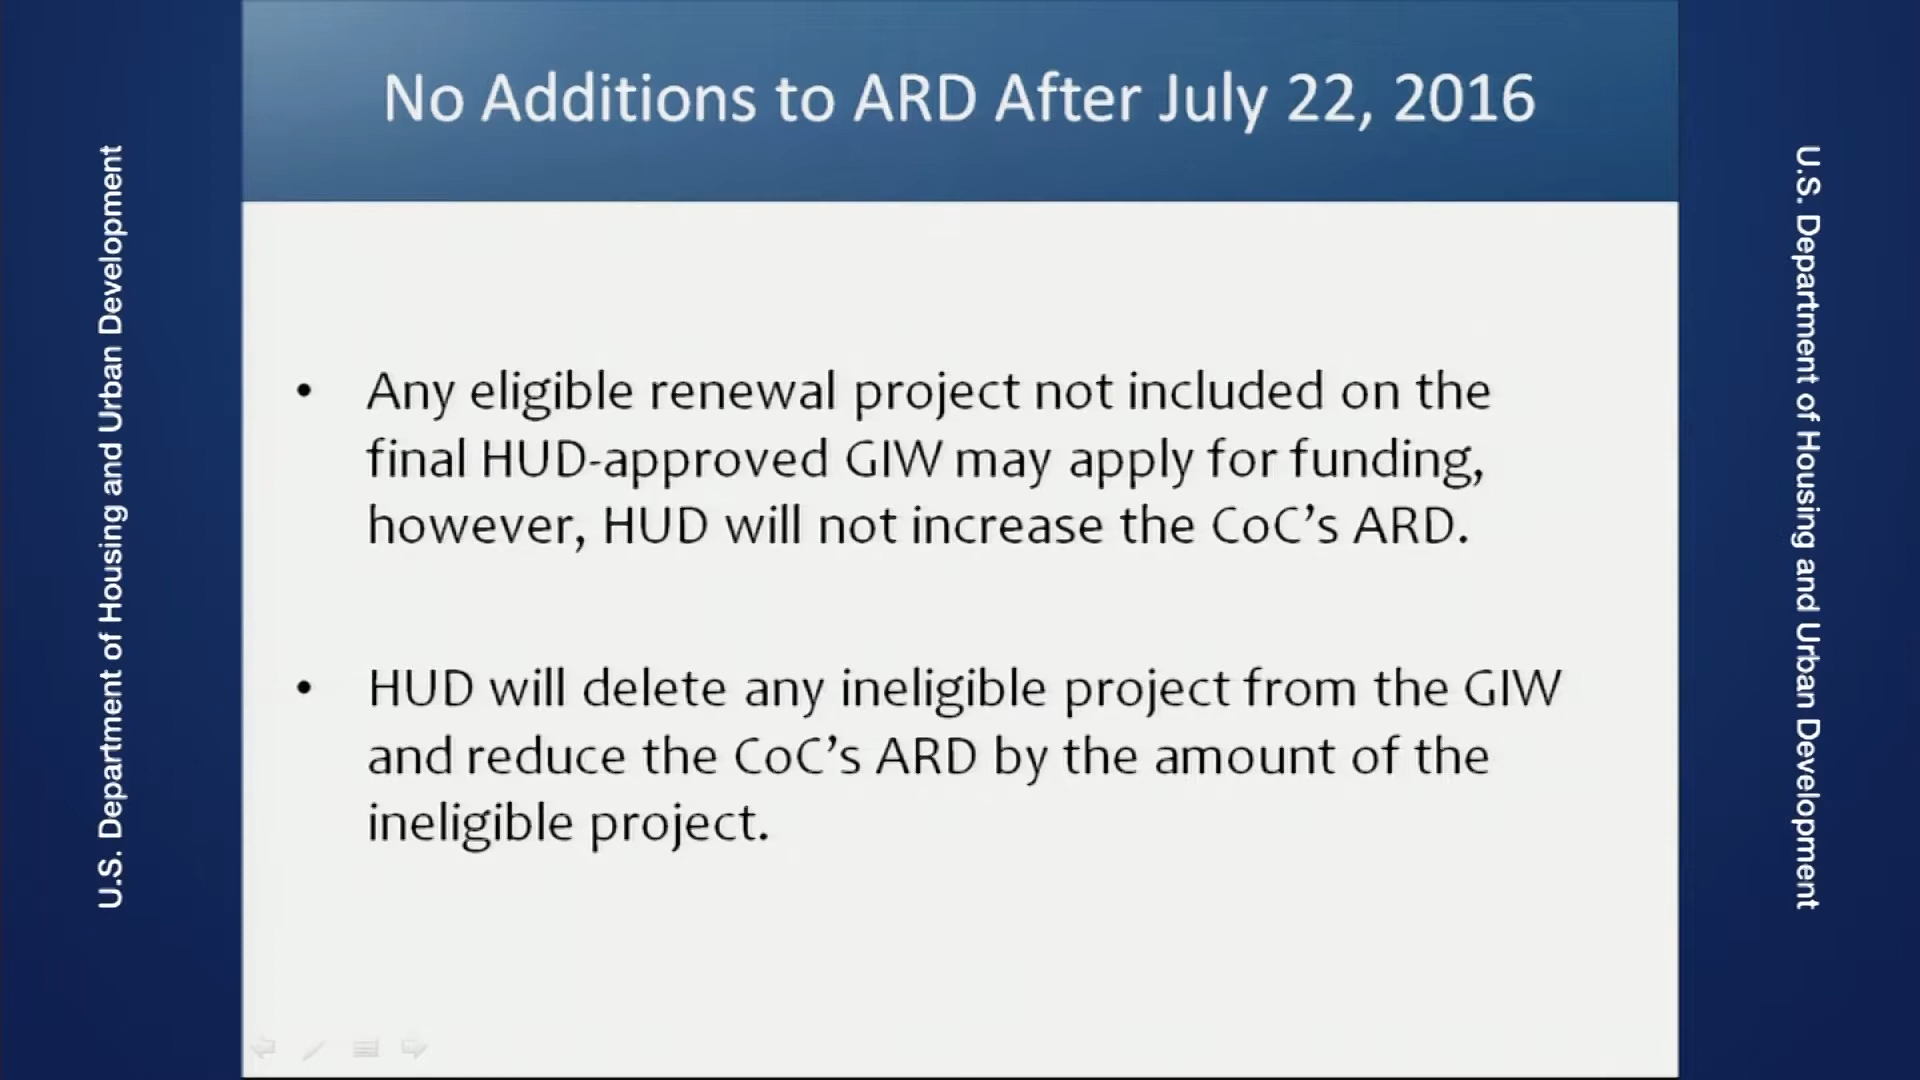 No Additions to ARD After July 22, 2016
U.S. Department of Housing and Urban Development
• Any eligible renewal project not included on the
final HUD-approved GIW may apply for funding,
however, HUD will not increase the CoC’s ARD.
• HUD will delete any ineligible project from the GIW
and reduce the CoC’s ARD by the amount of the
ineligible project.
U.S. Department of Housing and Urban Development